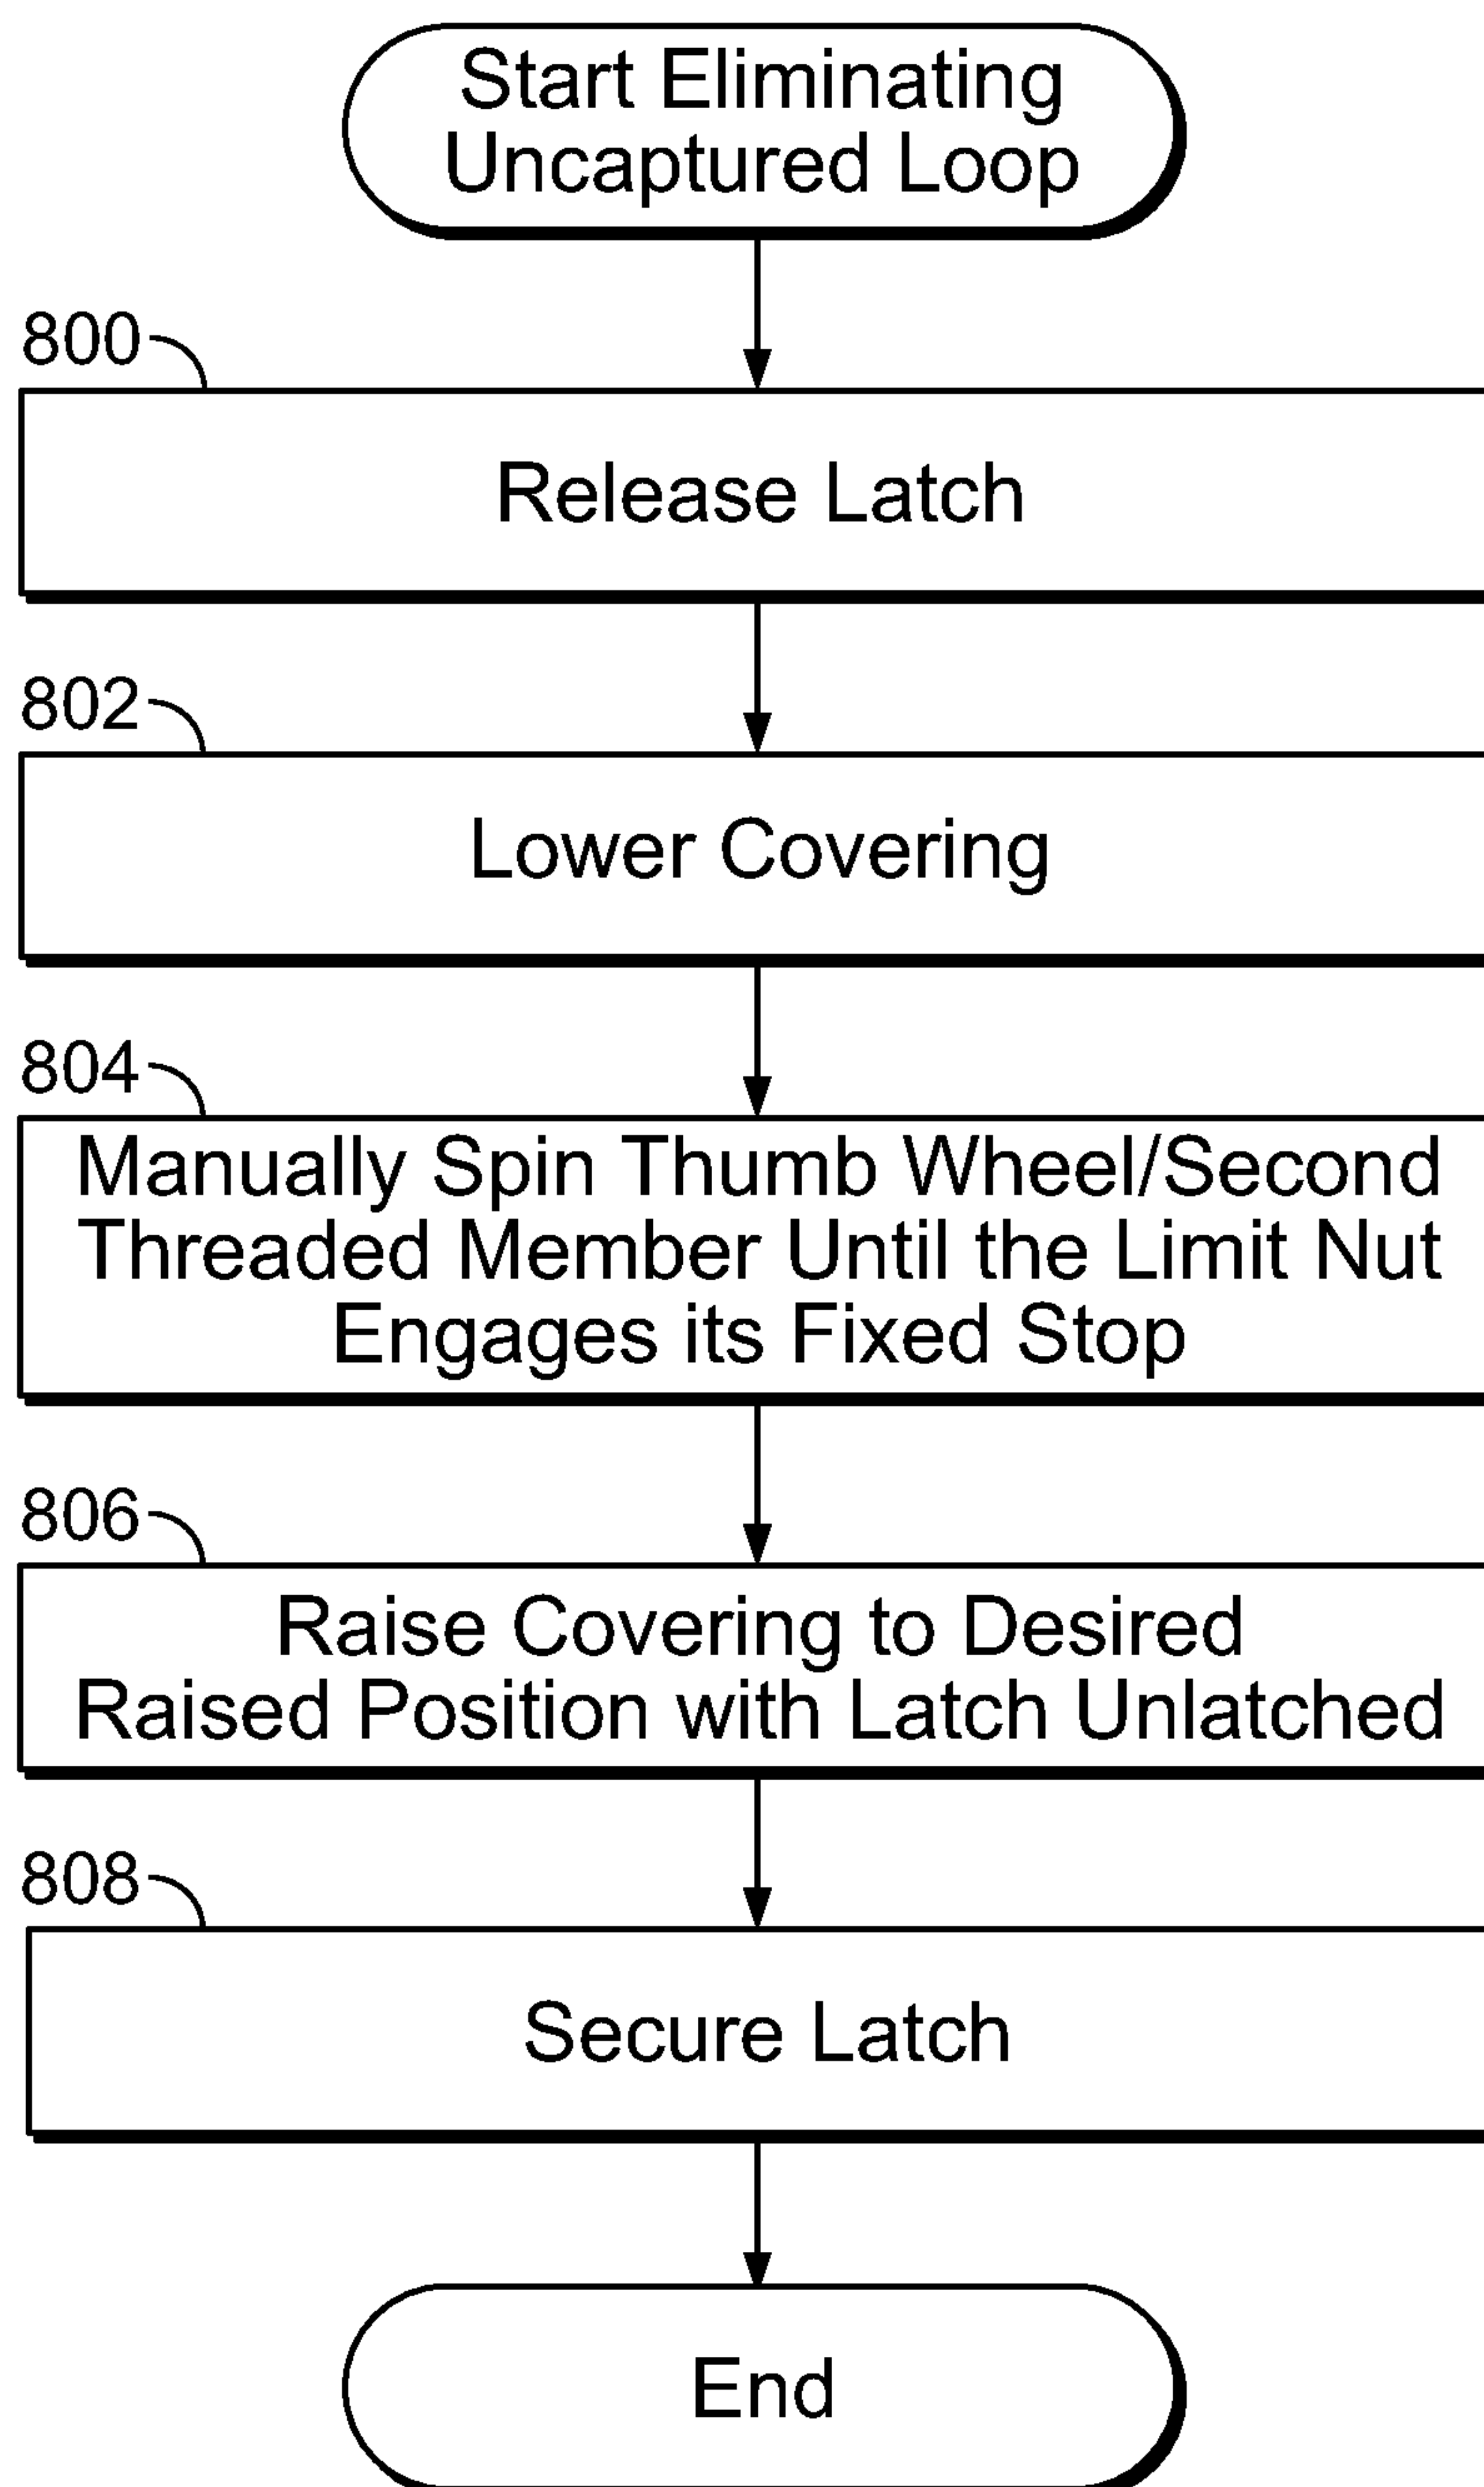 Start Eliminating
Uncaptured Loop
800
Release Latch
802
Lower Covering
804
Manually Spin Thumb Wheel/Second
Threaded Member Until the Limit Nut
Engages its Fixed Stop
806
Raise Covering to Desired
Raised Position with Latch Unlatched
808
Secure Latch
End